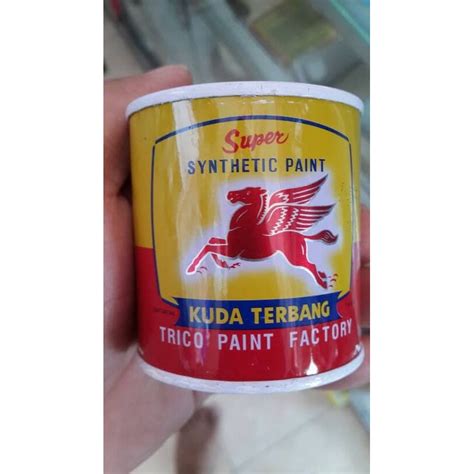 Super
SYNTHETIC PAINT
KUDA TERBANG
TRICO PAINT FACTORY